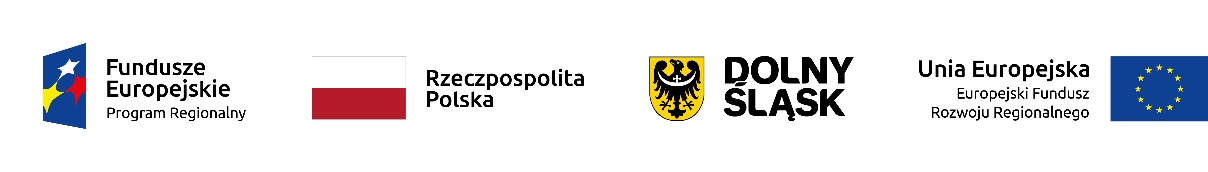 Fundusze
Europejskie
Program Regionalny
Rzeczpospolita
Polska
DOLNY
ŚLĄSK
Unia Europejska
Europejski Fundusz
Rozwoju Regionalnego